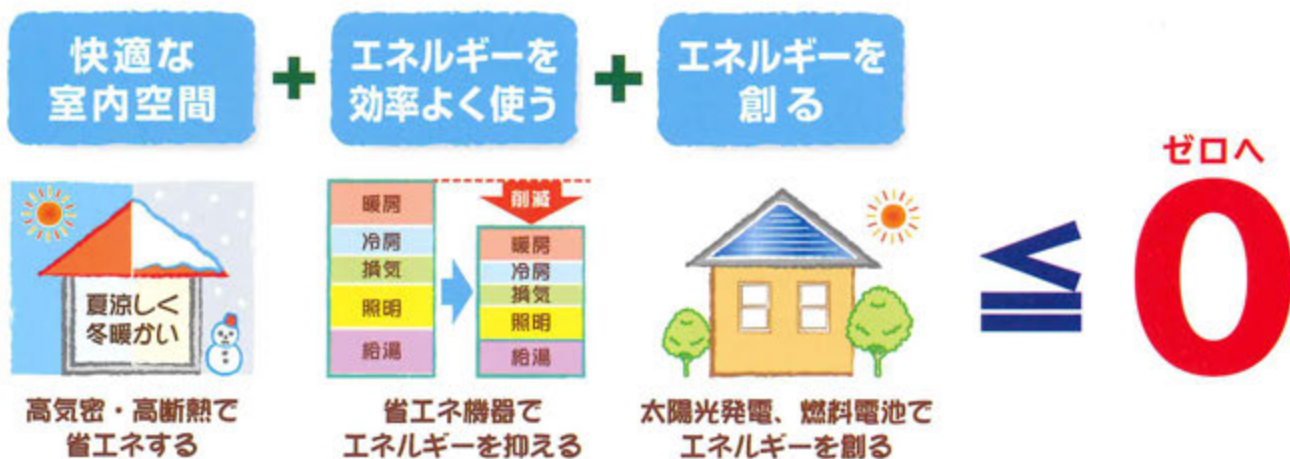 快適な
室内空間
+
エネルギーを
効率よく使う
+
エネルギーを
創る
夏涼しく
冬暖かい
高気密・高断熱で
省エネする
暖房
冷房
換気
照明
給湯
削減
暖房
冷房
換気
照明
給湯
省エネ機器で
エネルギーを抑える
太陽光発電、燃料電池で
エネルギーを創る
≦
ゼロへ
0